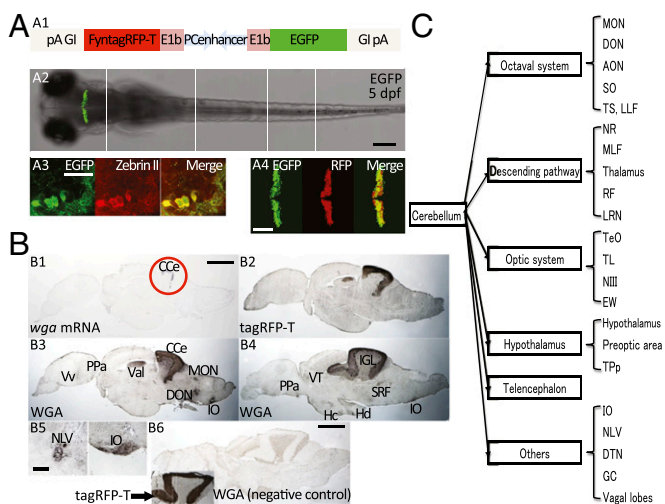 A
A1
pA GI FyntagRFP-T E1b PCenhancer E1b EGFP GI pA
A2
EGFP
5 dpf
A3 EGFP Zebrin II Merge
A4 EGFP RFP Merge
B
B1
CCe
wga mRNA
B2
tagRFP-T
B3
CCe
PPa
Val
MON
Vv
DON
IO
WGA
B4
IGL
PPa
VT
SRF
Hc
Hd
IO
WGA
B5
NLV
IO
B6
tagRFP-T
WGA (negative control)
C
Cerebellum
Octaval system
MON
DON
AON
SO
TS, LLF
Descending pathway
NR
MLF
Thalamus
RF
LRN
Optic system
TeO
TL
NIII
EW
Hypothalamus
Hypothalamus
Preoptic area
TPp
Telencephalon
Others
IO
NLV
DTN
GC
Vagal lobes